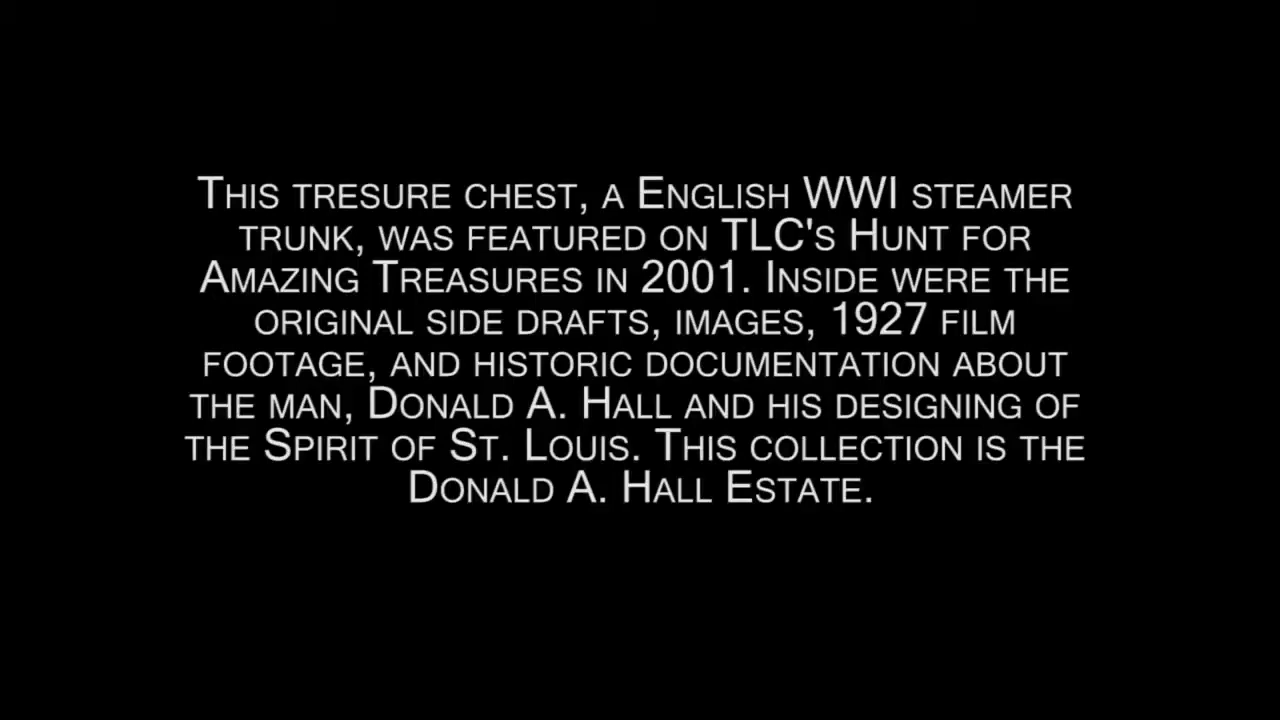 This tresure chest, a English WWI steamer
trunk, was featured on TLC's Hunt for
Amazing Treasures in 2001. Inside were the
original side drafts, images, 1927 film
footage, and historic documentation about
the man, Donald A. Hall and his designing of
the Spirit of St. Louis. This collection is the
Donald A. Hall Estate.